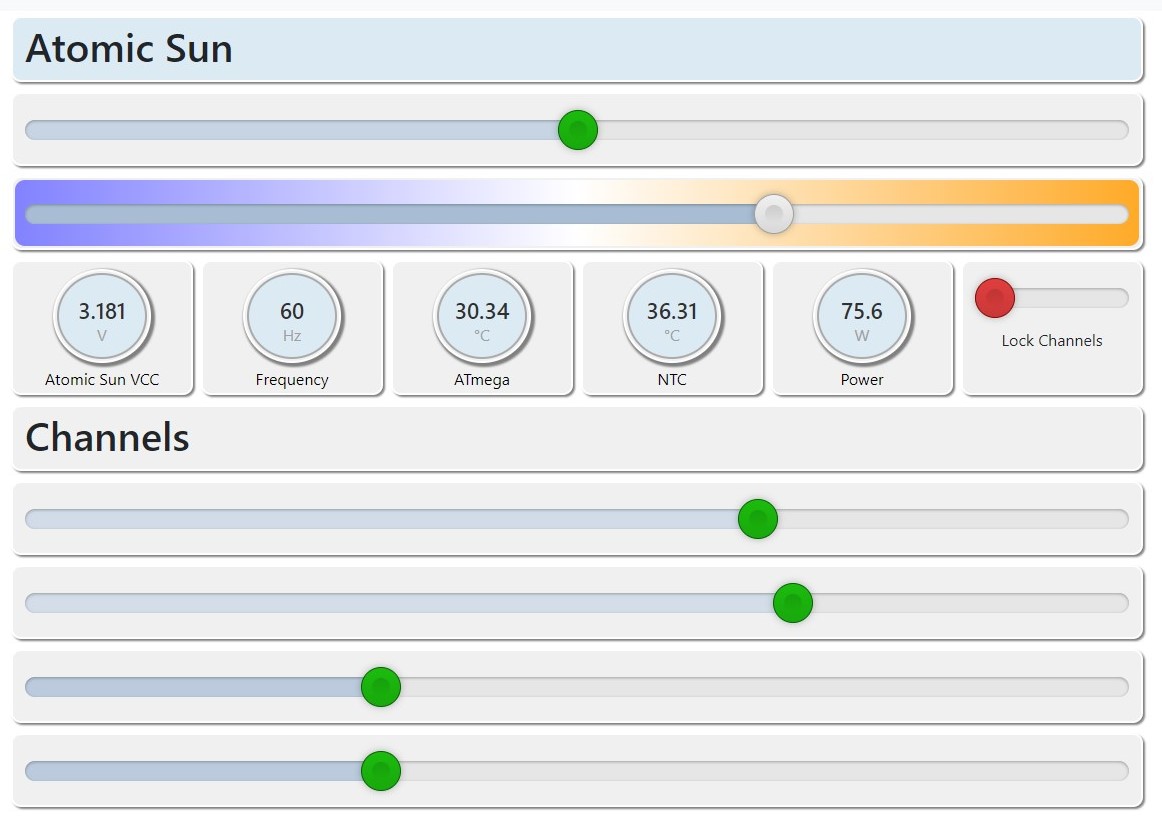 Atomic Sun
3.181
V
Atomic Sun VCC
60
Hz
Frequency
30.34
°C
ATmega
36.31
°C
NTC
75.6
W
Power
Lock Channels
Channels